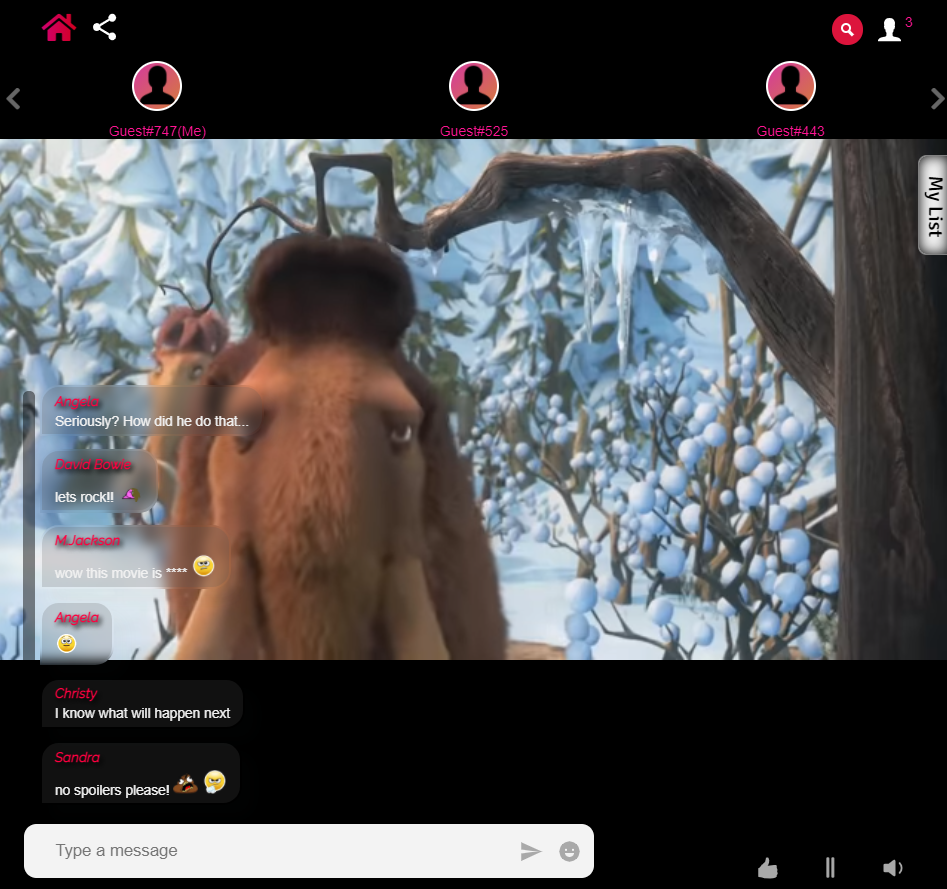 3
Guest#747(Me)
Guest#525
Guest#443
My List
Angela
Seriously? How did he do that...
David Bowie
lets rock!!
MJackson
wow this movie is ****
Angela
Christy
I know what will happen next
Sandra
no spoilers please!
Type a message